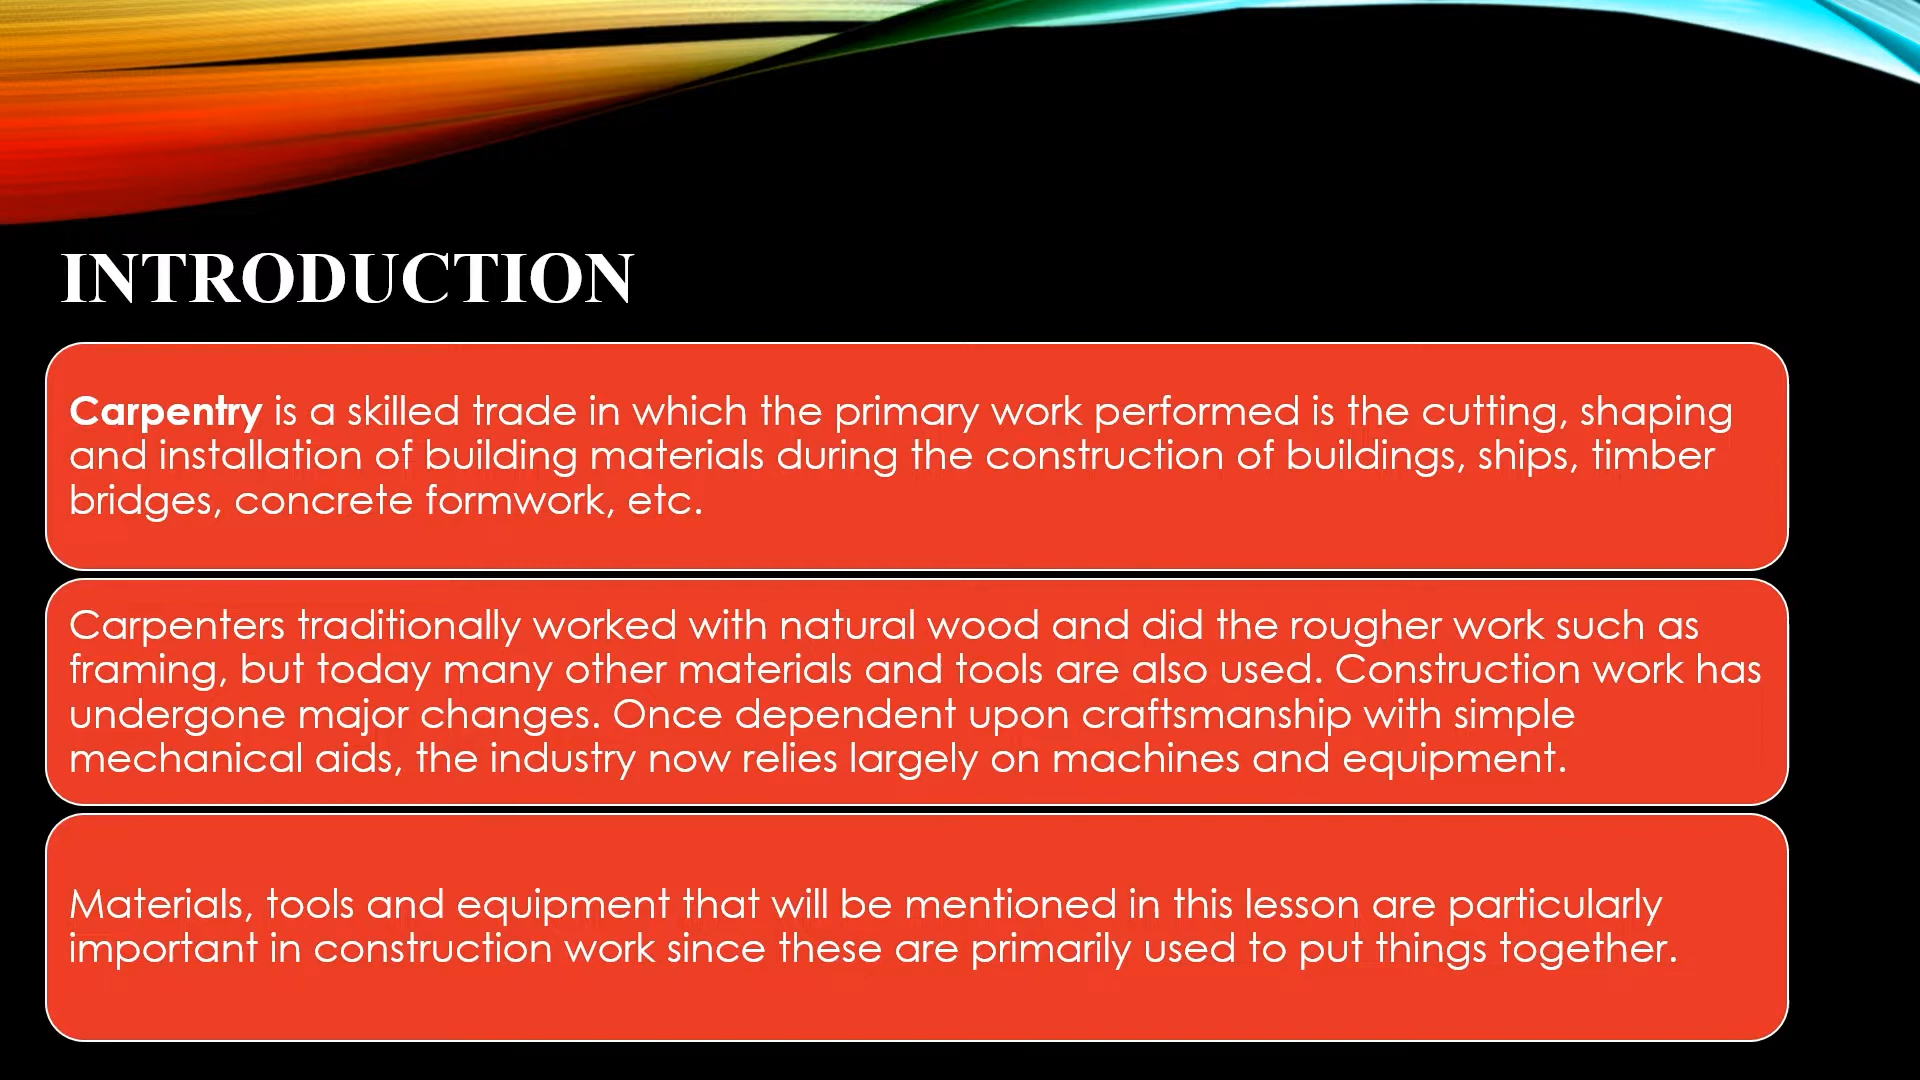 INTRODUCTION
Carpentry is a skilled trade in which the primary work performed is the cutting, shaping
and installation of building materials during the construction of buildings, ships, timber
bridges, concrete formwork, etc.
Carpenters traditionally worked with natural wood and did the rougher work such as
framing, but today many other materials and tools are also used. Construction work has
undergone major changes. Once dependent upon craftsmanship with simple
mechanical aids, the industry now relies largely on machines and equipment.
Materials, tools and equipment that will be mentioned in this lesson are particularly
important in construction work since these are primarily used to put things together.